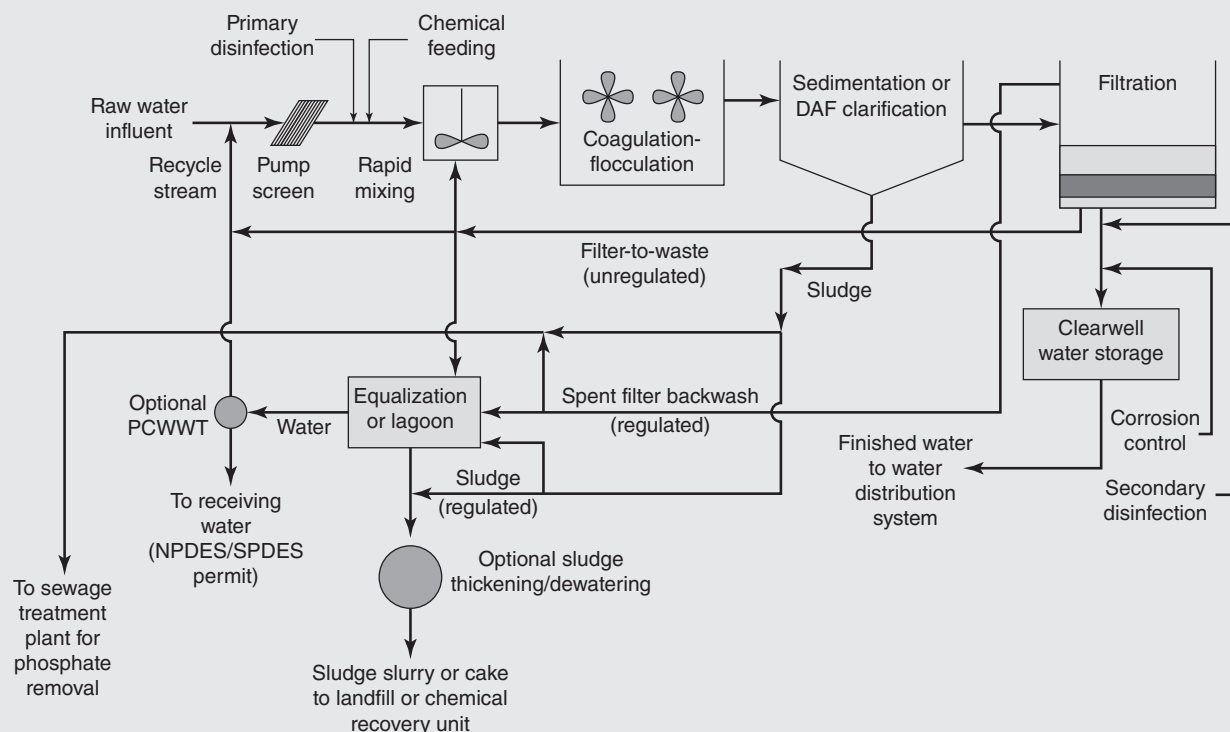 Primary
disinfection
Chemical
feeding
Raw water
influent
Recycle
stream
Pump
screen
Rapid
mixing
Coagulation-
flocculation
Sedimentation or
DAF clarification
Filtration
Filter-to-waste
(unregulated)
Sludge
Clearwell
water storage
Optional
PCWWT
Water
Equalization
or lagoon
Spent filter backwash
(regulated)
Corrosion
control
Finished water
to water
distribution
system
Secondary
disinfection
Sludge
(regulated)
To receiving
water
(NPDES/SPDES
permit)
Optional sludge
thickening/dewatering
To sewage
treatment
plant for
phosphate
removal
Sludge slurry or cake
to landfill or chemical
recovery unit